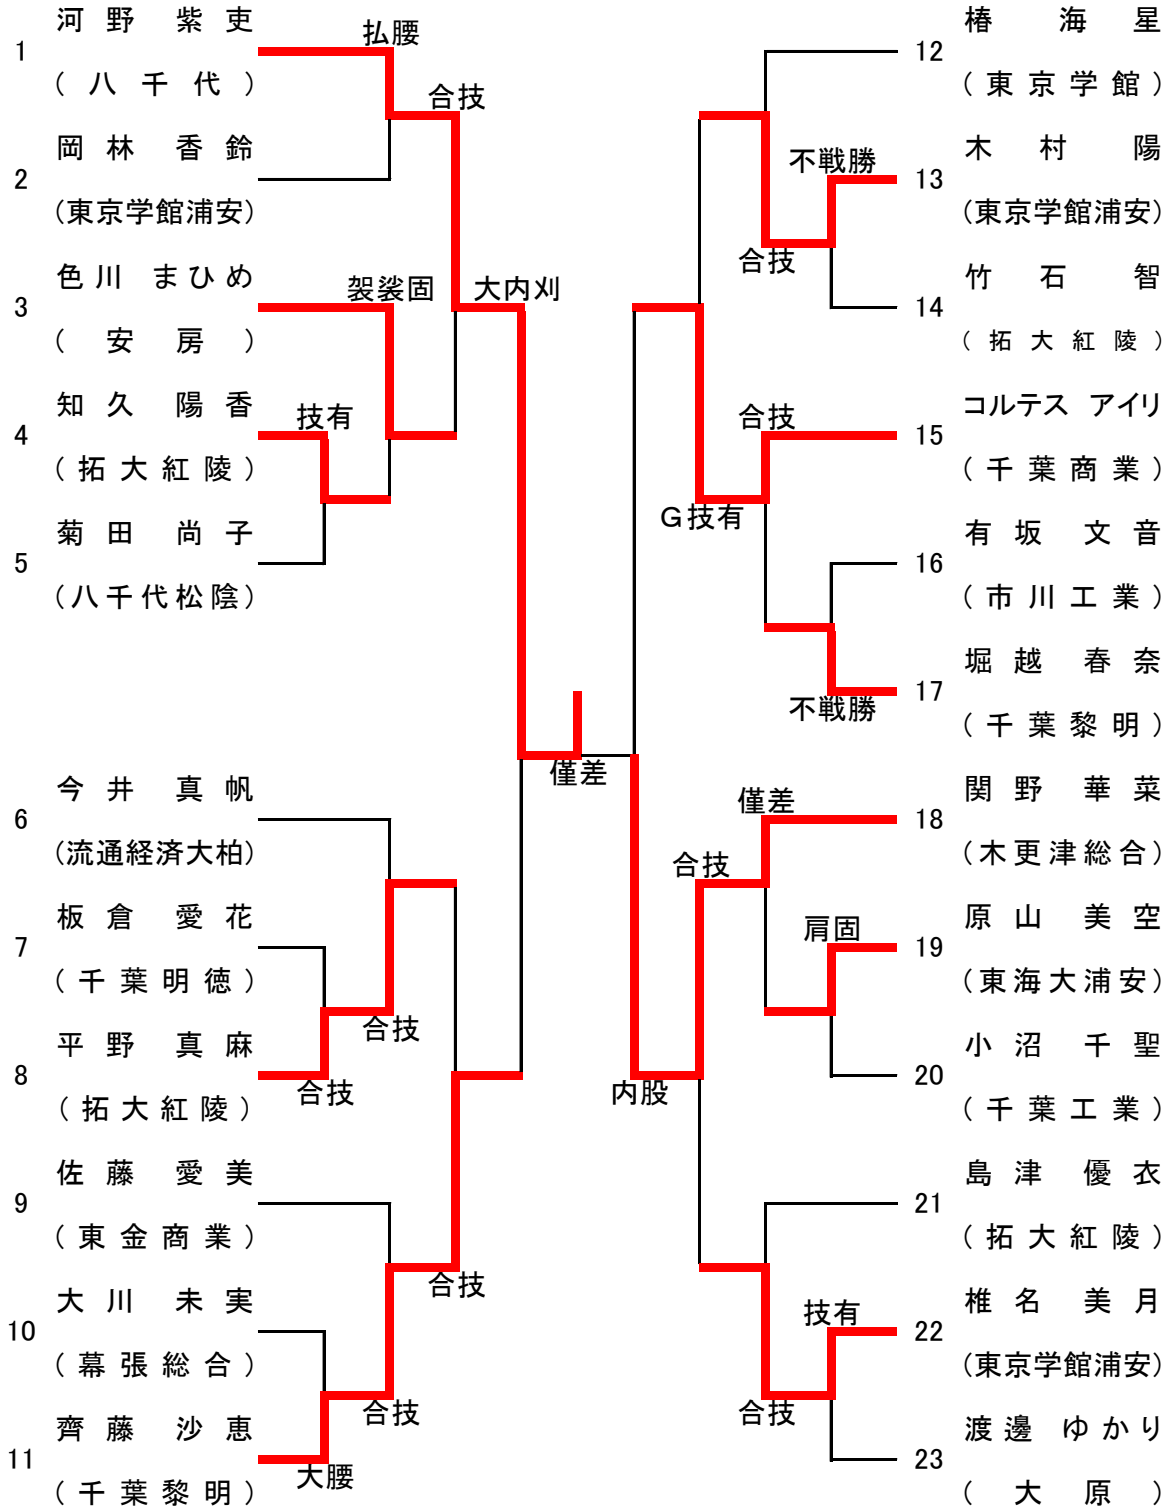 河野 紫吏
1
(八千代)
払腰
合技
岡林 香鈴
2
(東京学館浦安)
色川 まひめ
3
(安房)
袈裟固
大内刈
知久 陽香
4
(拓大紅陵)
技有
菊田 尚子
5
(八千代松陰)
僅差
今井 真帆
6
(流通経済大柏)
板倉 愛花
7
(千葉明徳)
合技
平野 真麻
8
(拓大紅陵)
合技
佐藤 愛美
9
(東金商業)
合技
大川 未実
10
(幕張総合)
合技
齊藤 沙恵
11
(千葉黎明)
大腰
椿 海星
12
(東京学館)
木村 陽
不戦勝
13
(東京学館浦安)
合技
竹石 智
14
(拓大紅陵)
コルテス アイリ
合技
15
(千葉商業)
G技有
有坂 文音
16
(市川工業)
堀越 春奈
17
不戦勝
(千葉黎明)
関野 華菜
僅差
18
(木更津総合)
合技
原山 美空
肩固
19
(東海大浦安)
小沼 千聖
20
(千葉工業)
内股
島津 優衣
21
(拓大紅陵)
椎名 美月
技有
22
(東京学館浦安)
合技
渡邊 ゆかり
23
(大原)